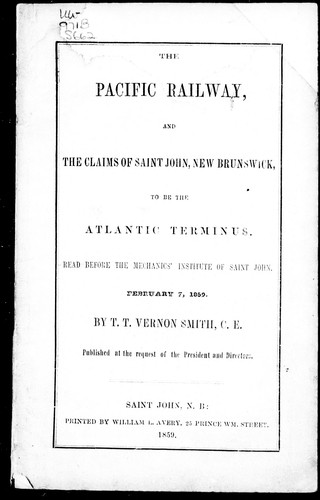 THE
PACIFIC RAILWAY,
AND
THE CLAIMS OF SAINT JOHN, NEW BRUNSWICK,
TO BE THE
ATLANTIC TERMINUS.
READ BEFORE THE MECHANICS' INSTITUTE OF SAINT JOHN,
FEBRUARY 7, 1859.
BY T. T. VERNON SMITH, C. E.
Published at the request of the President and Directors.
SAINT JOHN, N. B:
PRINTED BY WILLIAM L. AVERY, 25 PRINCE WM. STREET.
1859.